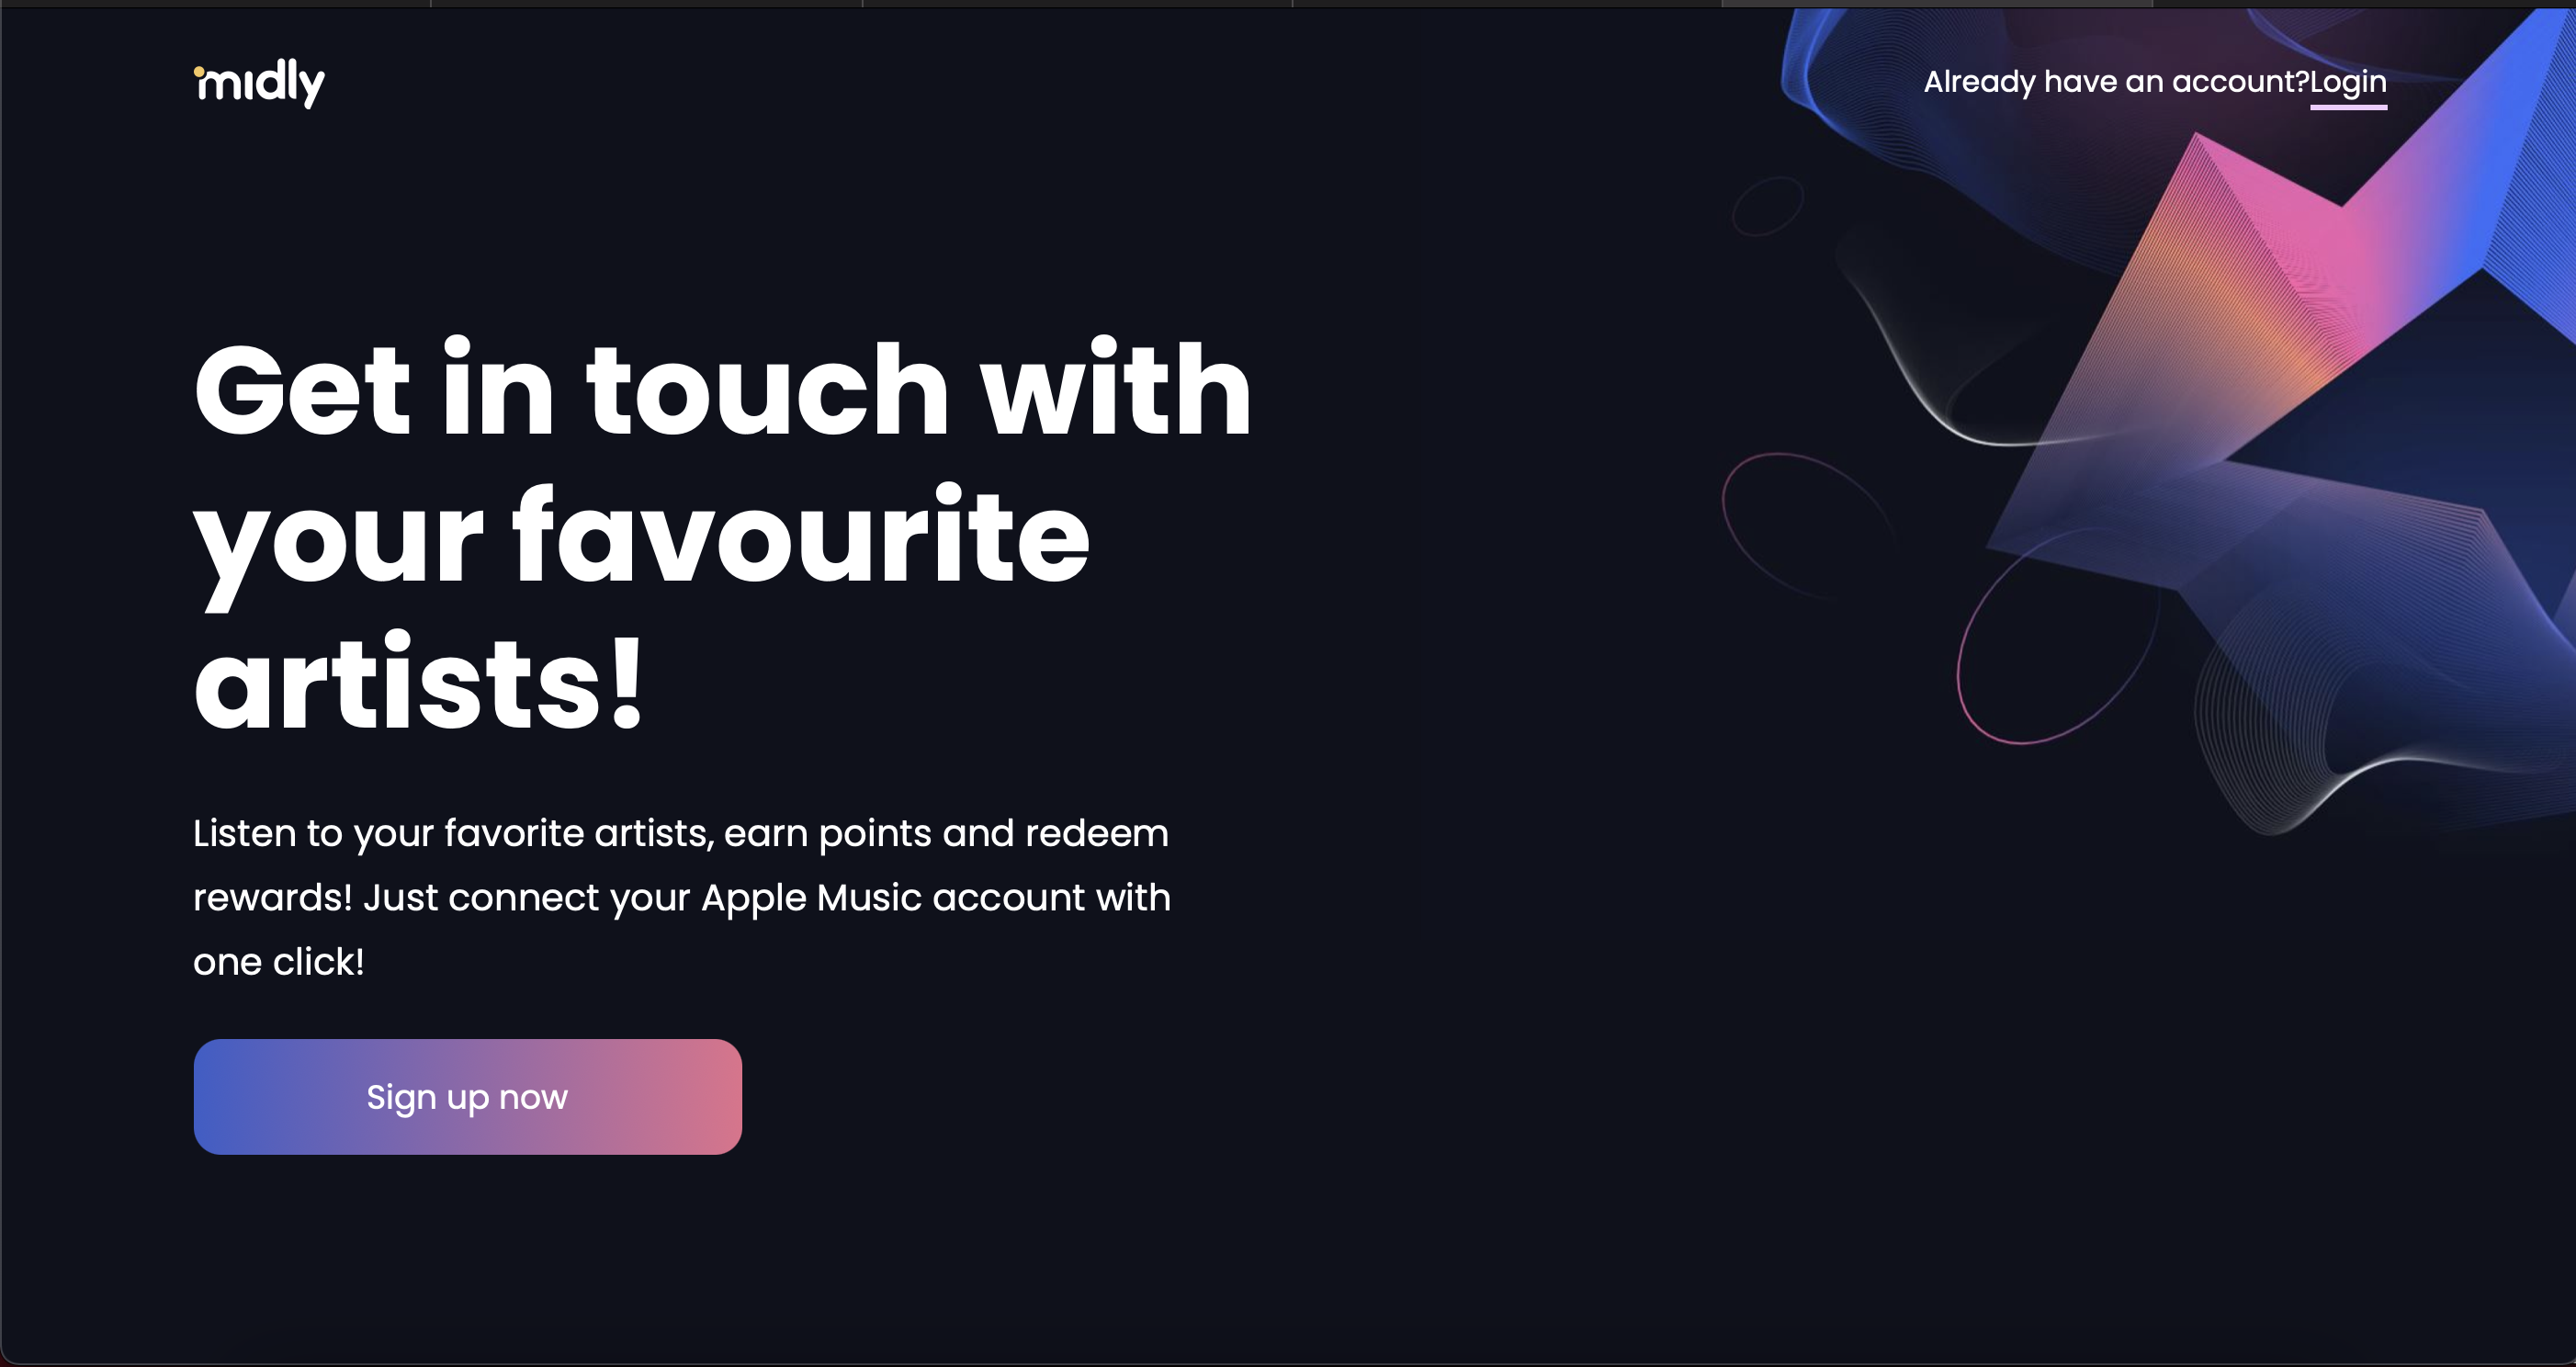 midly
Already have an account?Login
Get in touch with
your favourite
artists!
Listen to your favorite artists, earn points and redeem
rewards! Just connect your Apple Music account with
one click!
Sign up now